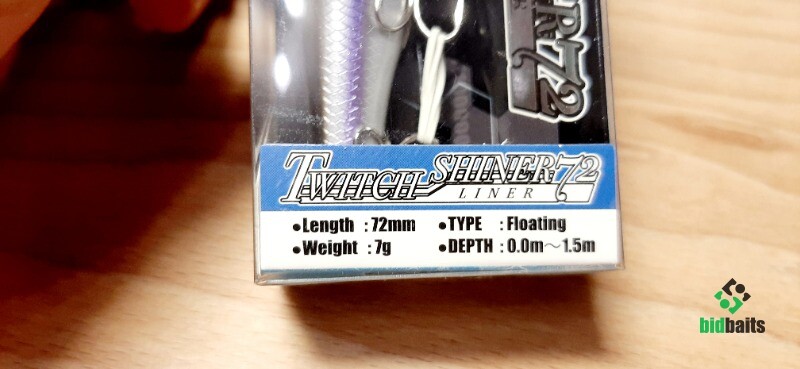 TWITCH SHINER 72
LINER
●Length : 72mm ●TYPE : Floating
●Weight : 7g ●DEPTH : 0.0m～1.5m
bidbaits